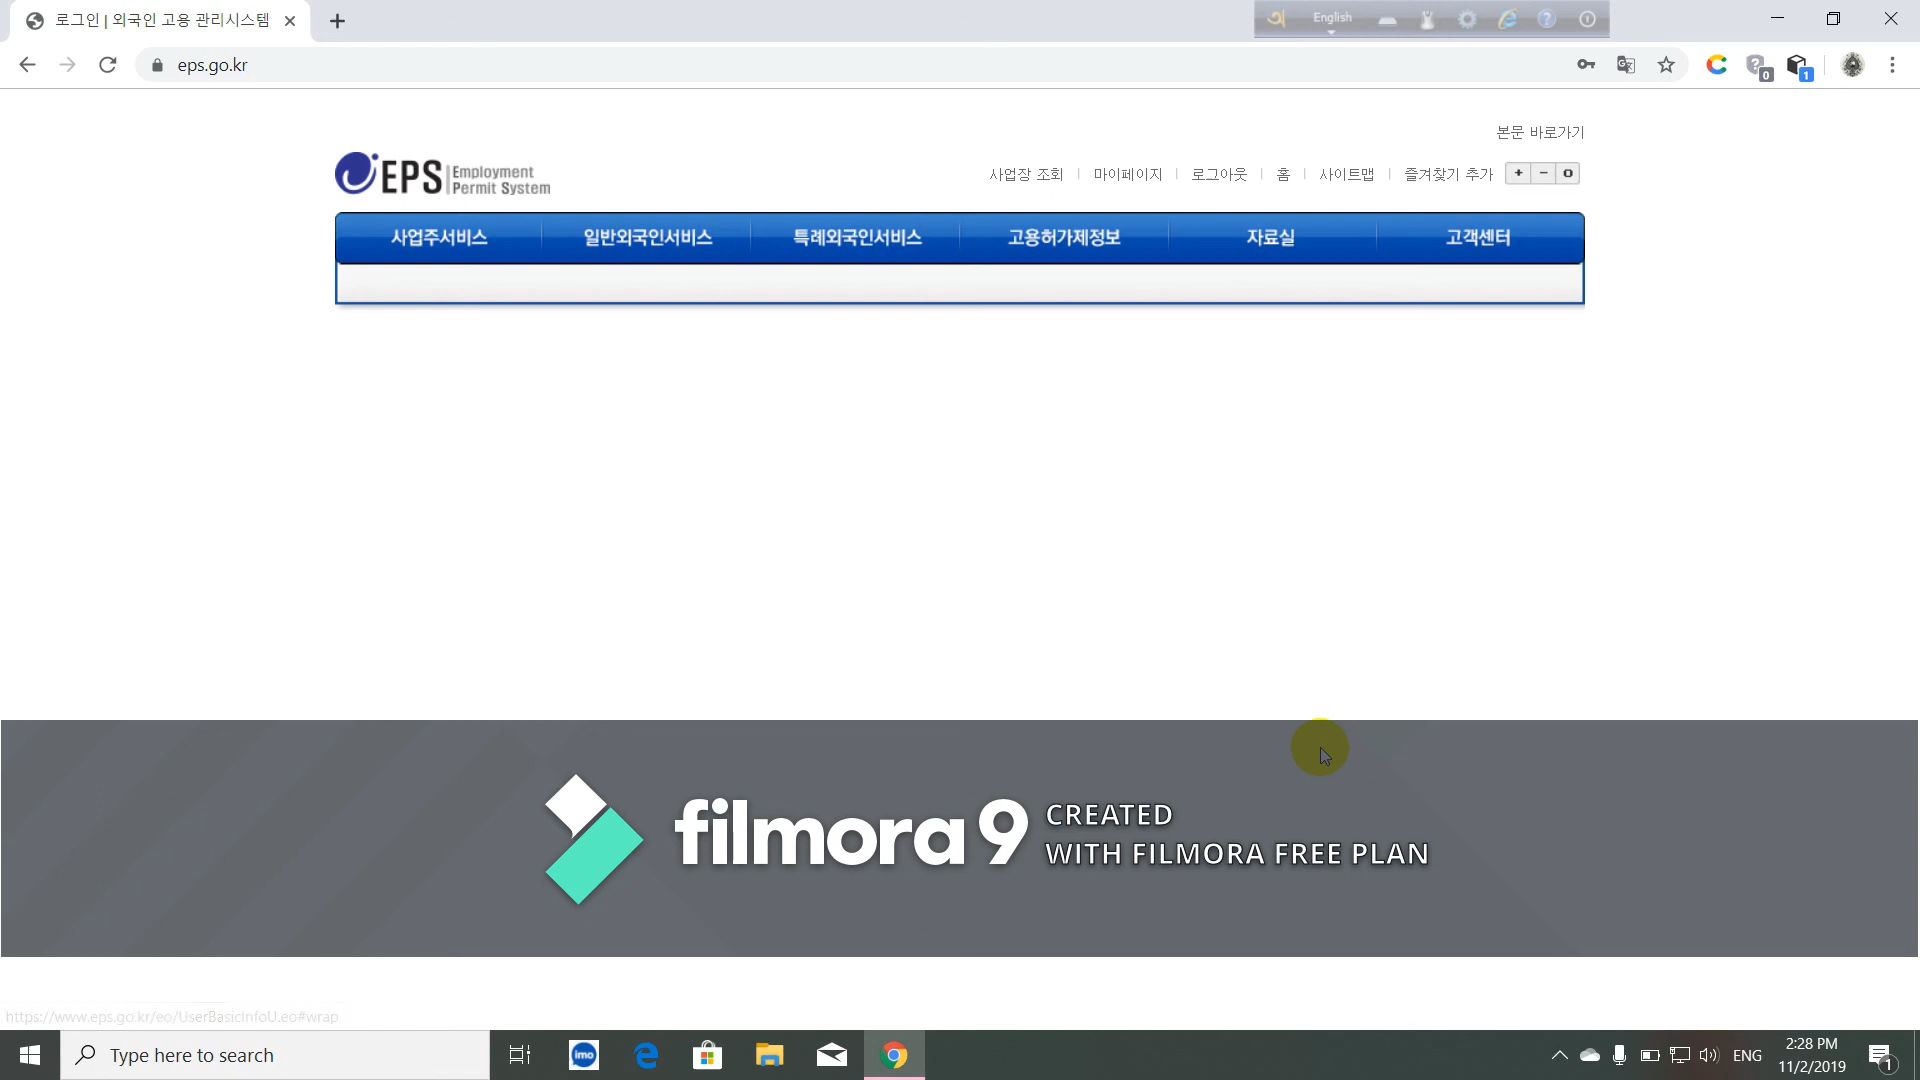 로그인 | 외국인 고용 관리시스템
English
eps.go.kr
0
1
본문 바로가기
EPS Employment
Permit System
사업장 조회 | 마이페이지 | 로그아웃 | 홈 | 사이트맵 | 즐겨찾기 추가 + - o
사업주서비스 일반외국인서비스 특례외국인서비스 고용허가제정보 자료실 고객센터
filmora9 CREATED
WITH FILMORA FREE PLAN
https://www.eps.go.kr/eo/UserBasicInfoU.eo#wrap
Type here to search
imo
ENG
2:28 PM
11/2/2019
1